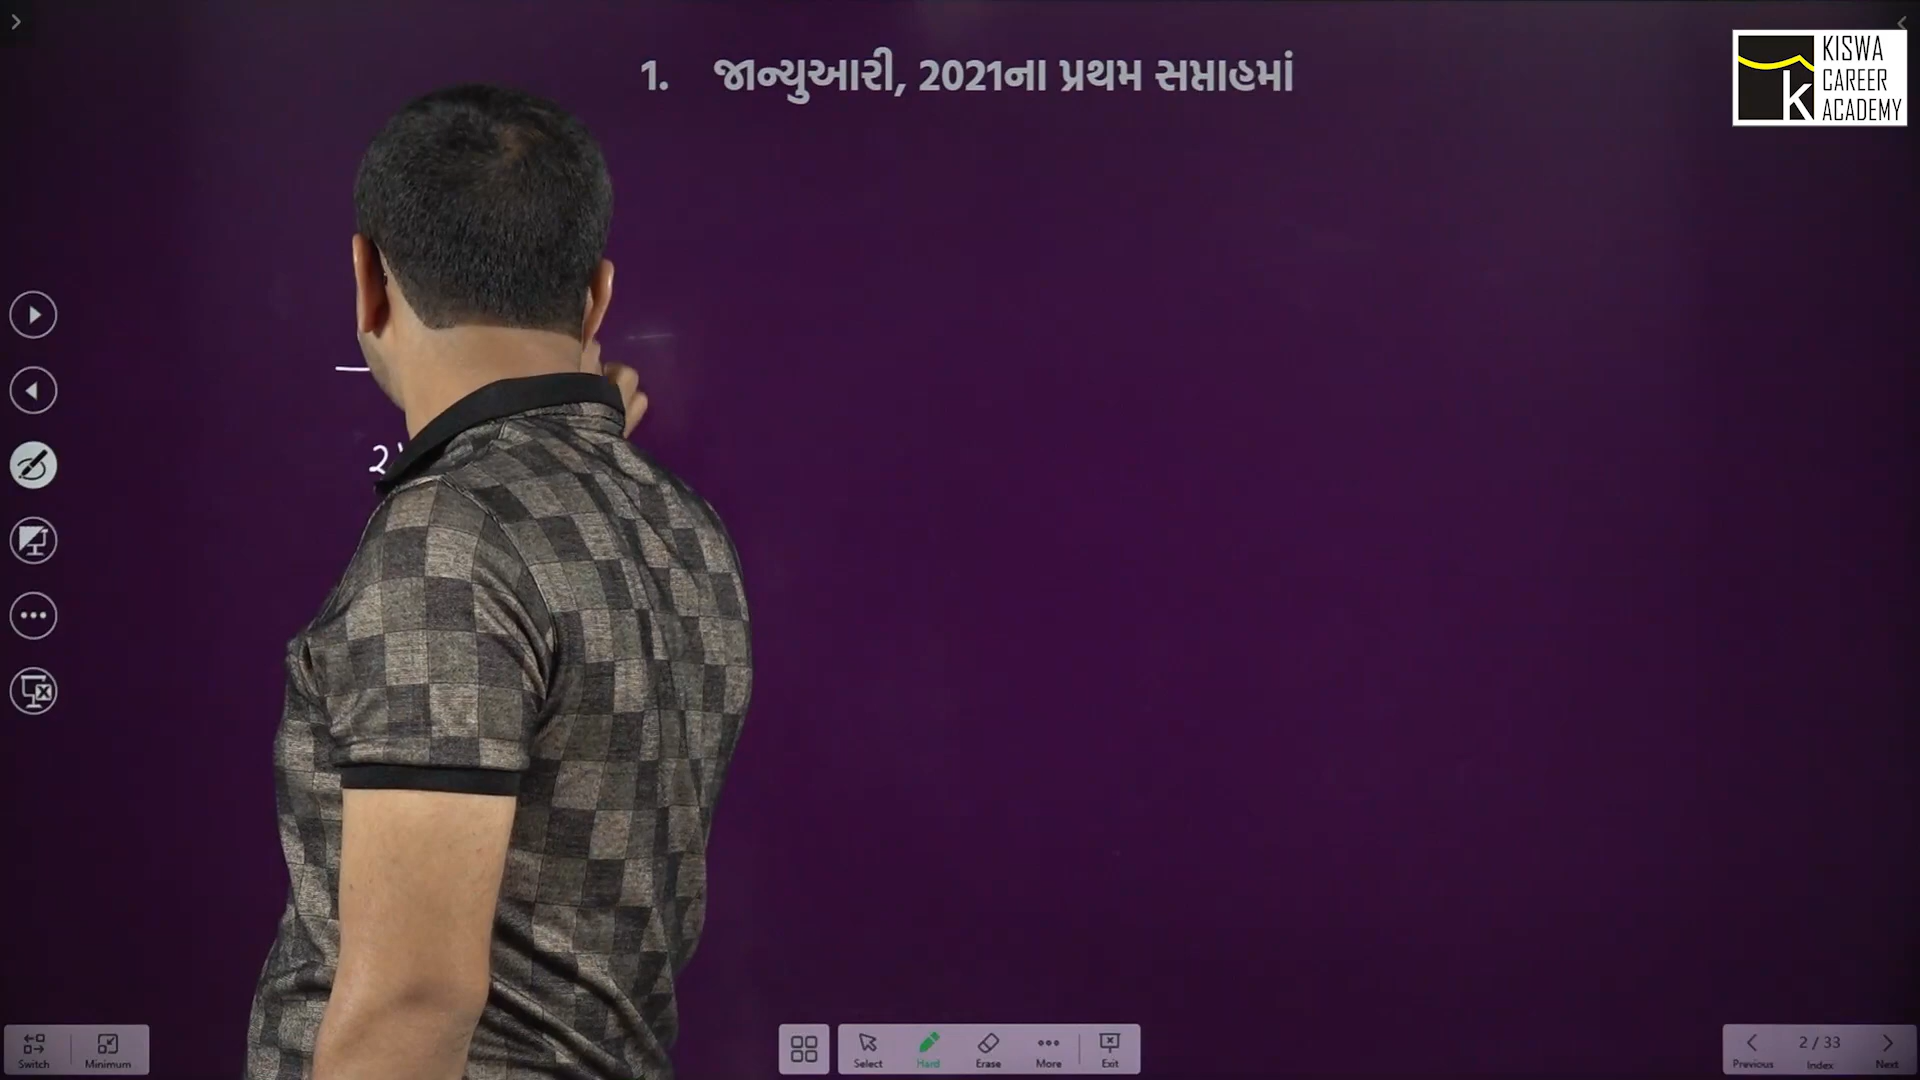 1. જાન્યુઆરી, 2021ના પ્રથમ સપ્તાહમાં
KISWA
CAREER
ACADEMY
k
Switch
Minimum
Select
Hard
Erase
More
Exit
Previous
2 / 33
Index
Next